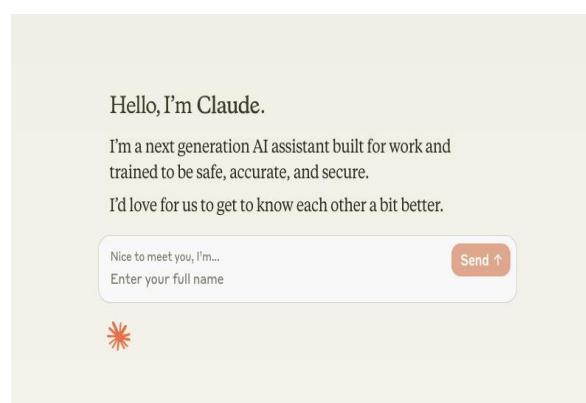 Hello, I’m Claude.
I’m a next generation AI assistant built for work and
trained to be safe, accurate, and secure.
I’d love for us to get to know each other a bit better.
Nice to meet you, I'm...
Enter your full name
Send ↑